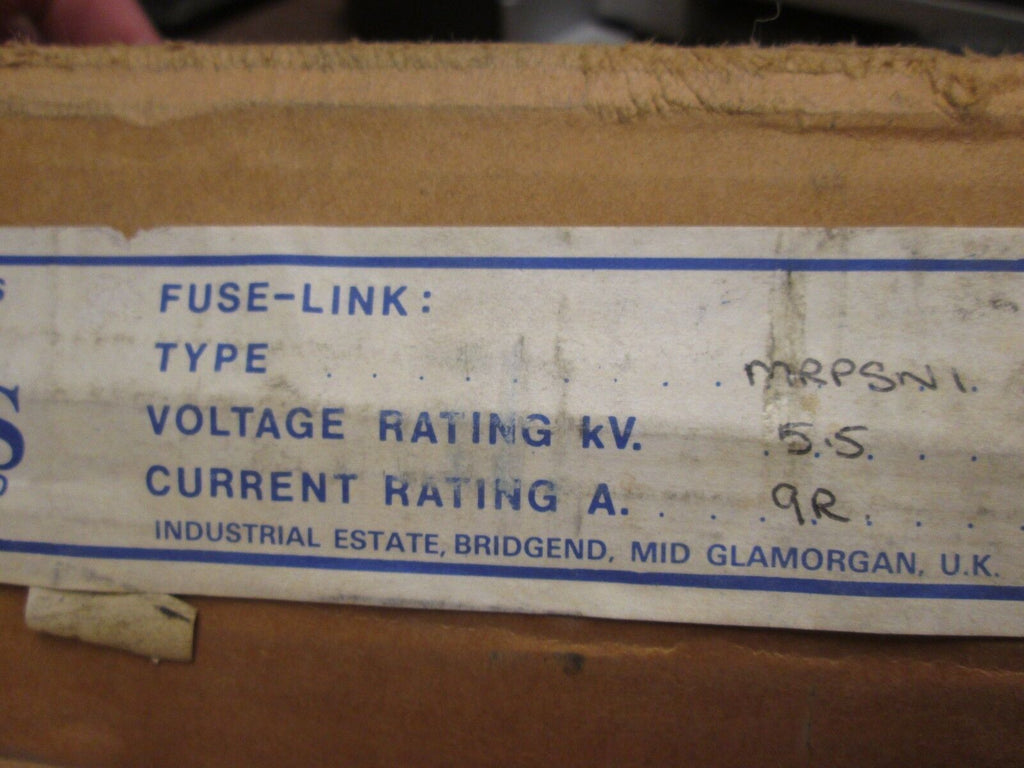 FUSE-LINK:
TYPE . . . . . . . . MRPSN1.
VOLTAGE RATING kV. . 5.5. . . .
CURRENT RATING A. . . . 9R. . . . .
INDUSTRIAL ESTATE, BRIDGEND, MID GLAMORGAN, U.K.